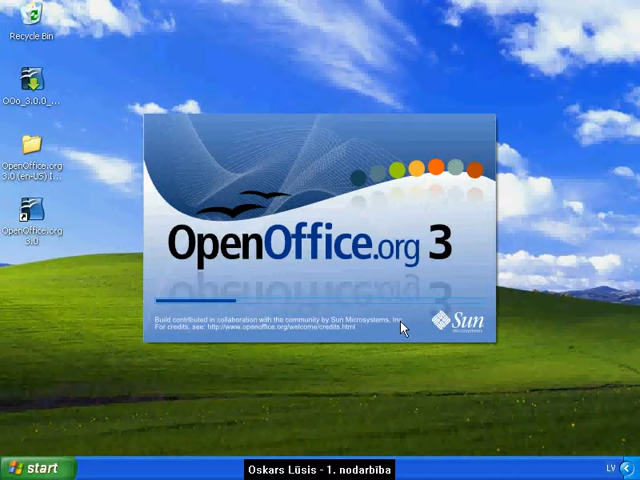 Recycle Bin
OOo_3.0.0_...
OpenOffice.org
3.0 (en-US) I...
OpenOffice.org
3.0
OpenOffice.org 3
Build contributed in collaboration with the community by Sun Microsystems, Inc.
For credits, see: http://www.openoffice.org/welcome/credits.html
Sun
microsystems
start
Oskars Lūsis - 1. nodarbība
LV